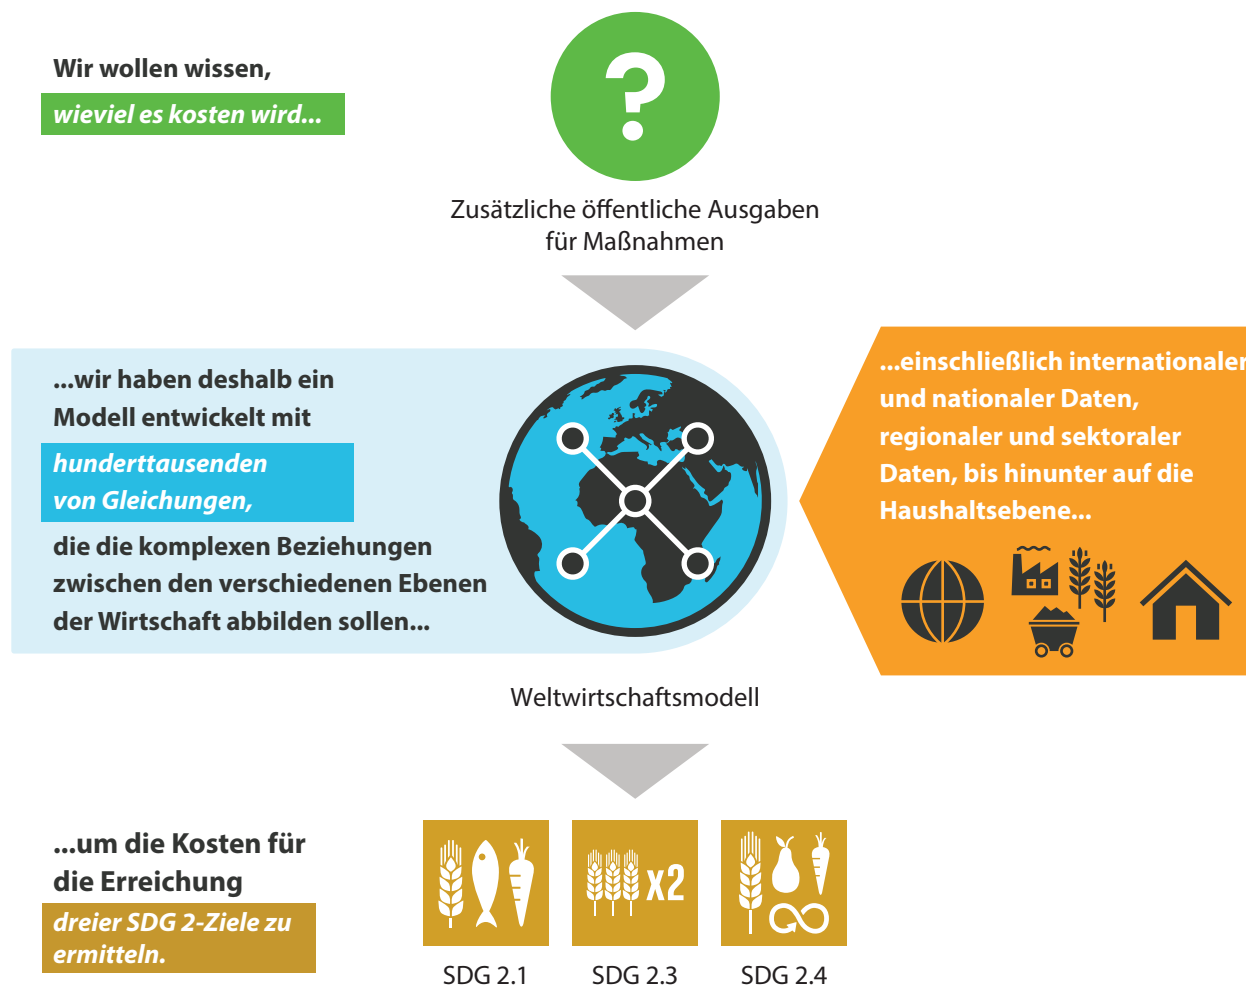 Wir wollen wissen,
wieviel es kosten wird...
?
Zusätzliche öffentliche Ausgaben
für Maßnahmen
...wir haben deshalb ein
Modell entwickelt mit
hunderttausenden
von Gleichungen,
die die komplexen Beziehungen
zwischen den verschiedenen Ebenen
der Wirtschaft abbilden sollen...
...einschließlich internationaler
und nationaler Daten,
regionaler und sektoraler
Daten, bis hinunter auf die
Haushaltsebene...
Weltwirtschaftsmodell
...um die Kosten für
die Erreichung
dreier SDG 2-Ziele zu
ermitteln.
x2
SDG 2.1
SDG 2.3
SDG 2.4